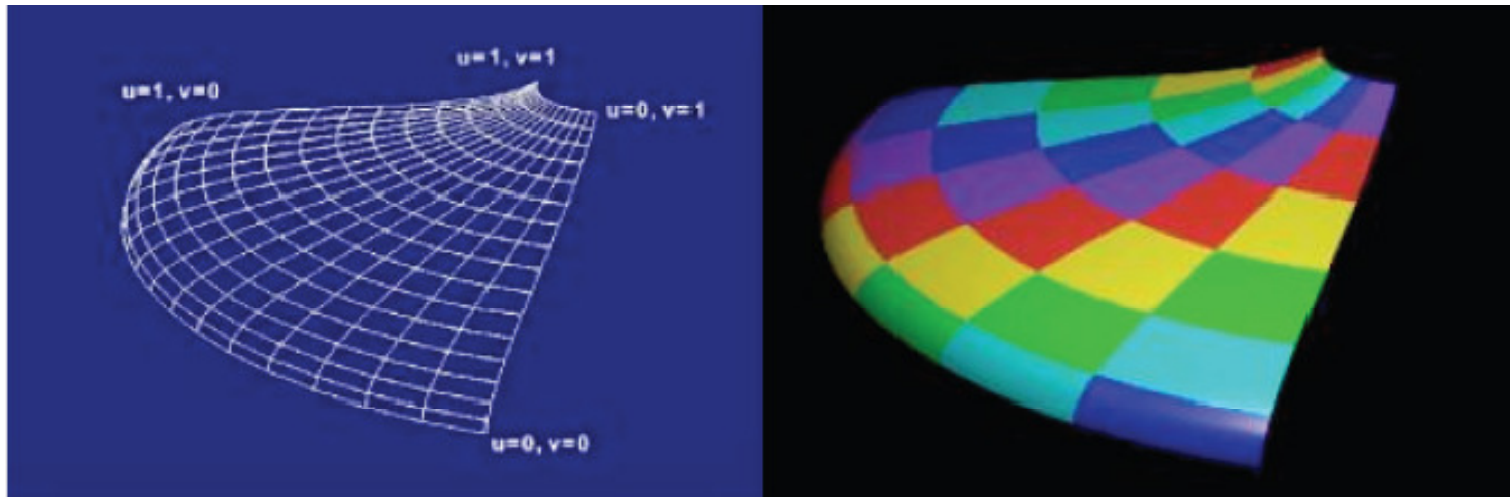 u=1, v=1
u=1, v=0
u=0, v=1
u=0, v=0